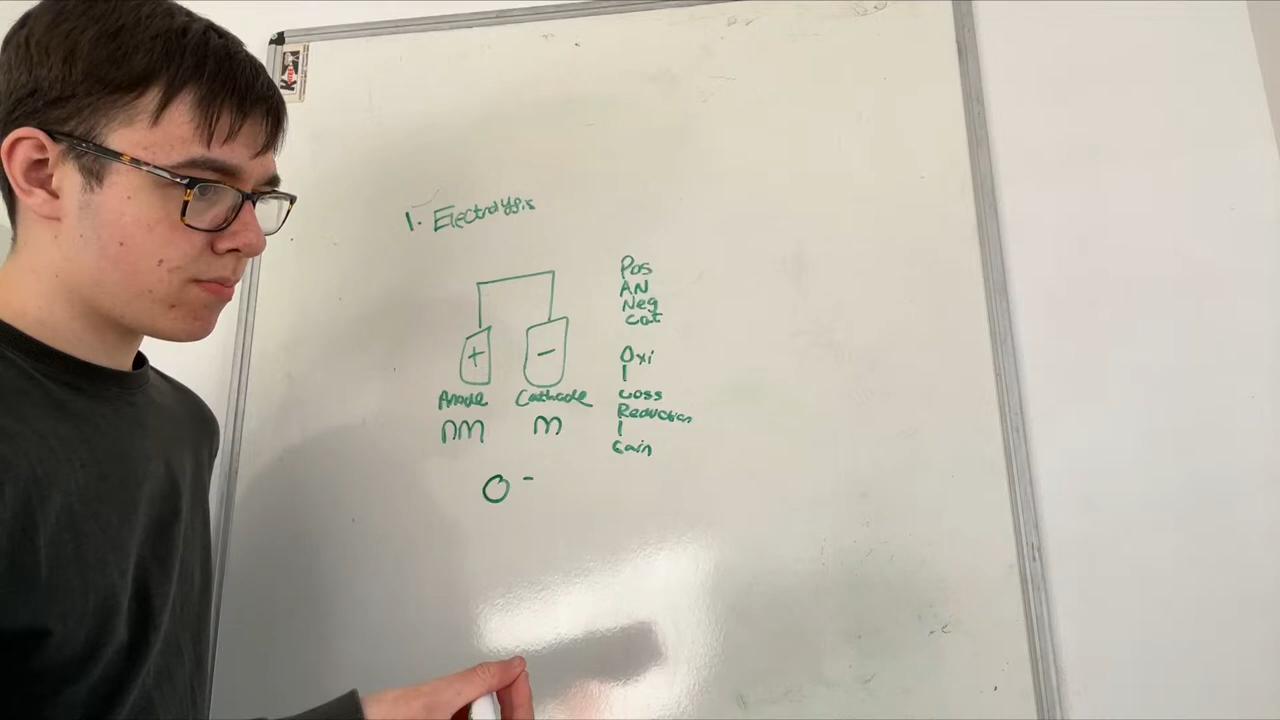 1. Electrolysis
Pos
AN
Neg
Cat
+ -
Anode Cathode
nm m
Oxi
|
Loss
Reduction
|
Gain
O -